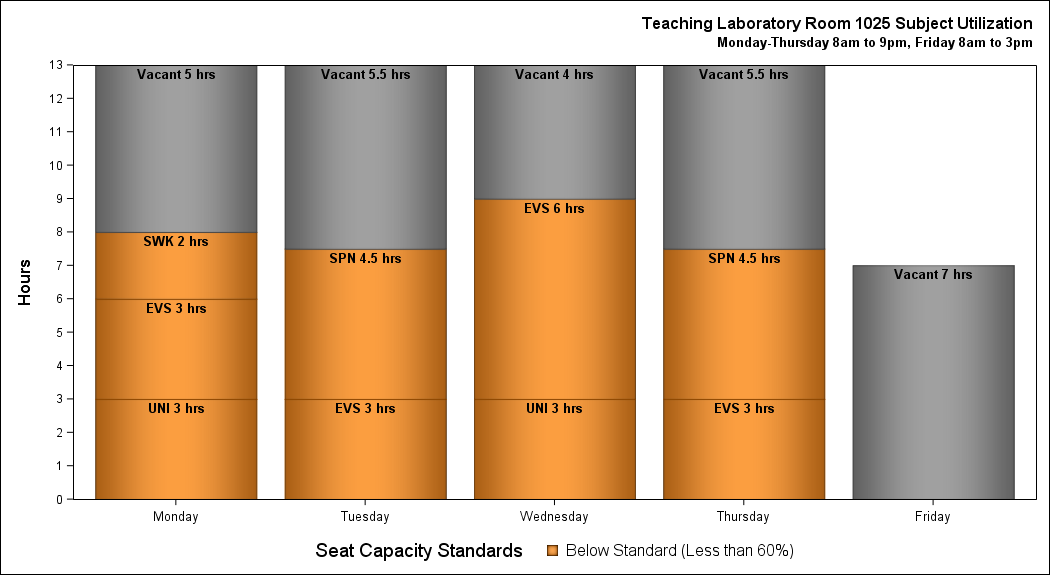 Teaching Laboratory Room 1025 Subject Utilization
Monday-Thursday 8am to 9pm, Friday 8am to 3pm
Hours
13
12
11
10
9
8
7
6
5
4
3
2
1
0
Vacant 5 hrs
SWK 2 hrs
EVS 3 hrs
UNI 3 hrs
Vacant 5.5 hrs
SPN 4.5 hrs
EVS 3 hrs
Vacant 4 hrs
EVS 6 hrs
UNI 3 hrs
Vacant 5.5 hrs
SPN 4.5 hrs
EVS 3 hrs
Vacant 7 hrs
Monday Tuesday Wednesday Thursday Friday
Seat Capacity Standards Below Standard (Less than 60%)